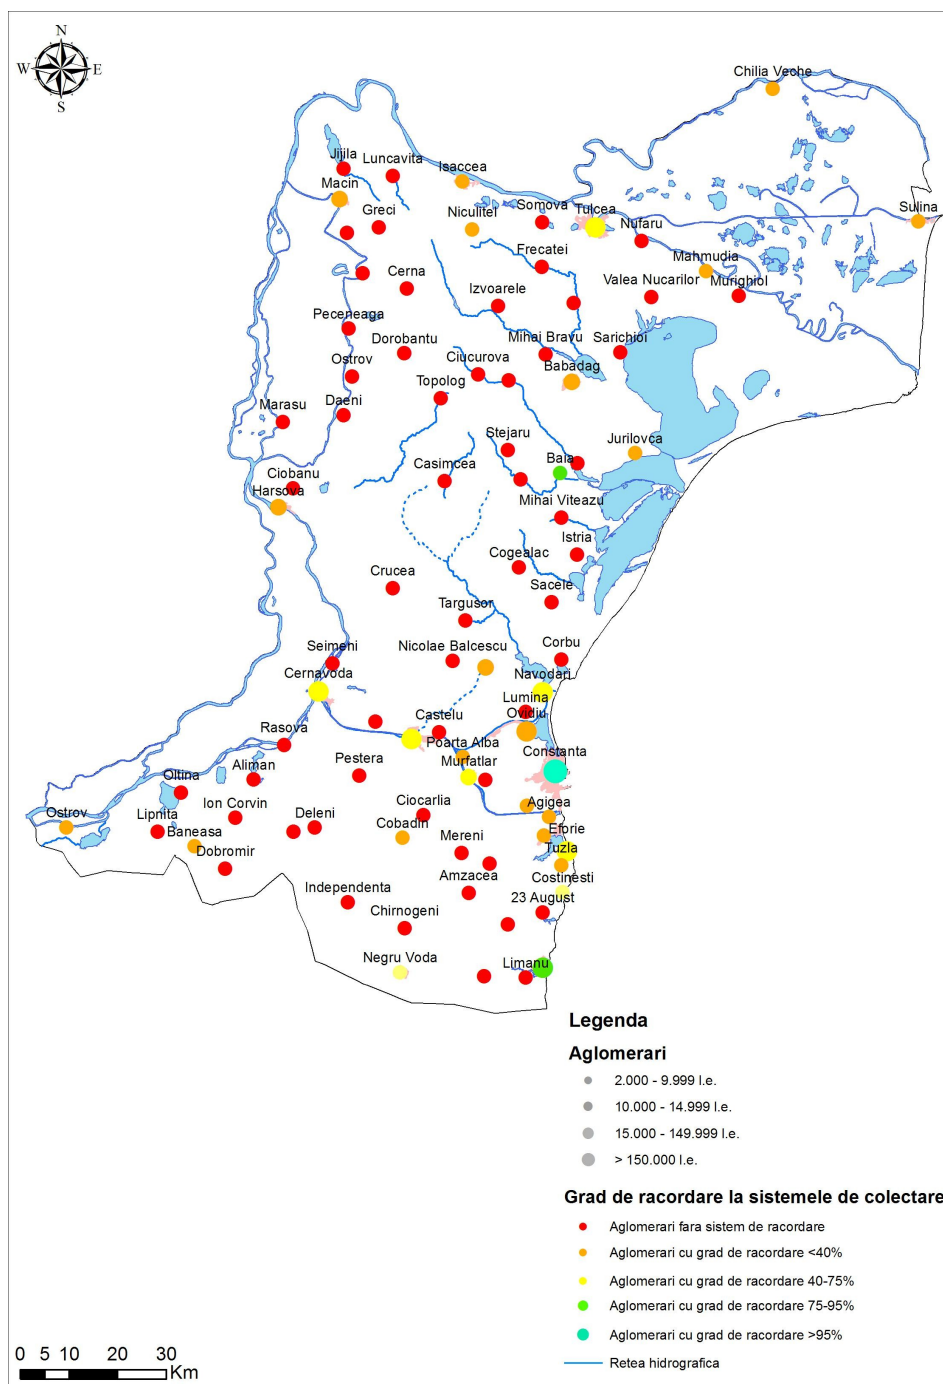 N
W
E
S
Chilia Veche
Jijila
Luncavita
Isaccea
Macin
Greci
Niculitel
Somova
Tulcea
Nufaru
Sulina
Mahmudia
Frecatei
Cerna
Izvoarele
Valea Nucarilor
Murighiol
Peceneaga
Dorobantu
Mihai Bravu
Sarichioi
Ciucurova
Babadag
Ostrov
Topolog
Marasu
Daeni
Stejaru
Jurilovca
Baia
Casimcea
Ciobanu
Harsova
Mihai Viteazu
Istria
Cogealac
Crucea
Sacele
Targusor
Seimeni
Nicolae Balcescu
Corbu
Cernavoda
Navodari
Lumina
Ovidiu
Castelu
Rasova
Poarta Alba
Constanta
Murfatlar
Pestera
Aliman
Oltina
Ion Corvin
Ciocarlia
Agigea
Ostrov
Lipnita
Deleni
Baneasa
Cobadin
Mereni
Eforie
Tuzla
Dobromir
Amzacea
Costinesti
Independenta
23 August
Chirnogeni
Negru Voda
Limanu
Legenda
Aglomerari
2.000 - 9.999 l.e.
10.000 - 14.999 l.e.
15.000 - 149.999 l.e.
> 150.000 l.e.
Grad de racordare la sistemele de colectare
Aglomerari fara sistem de racordare
Aglomerari cu grad de racordare <40%
Aglomerari cu grad de racordare 40-75%
Aglomerari cu grad de racordare 75-95%
Aglomerari cu grad de racordare >95%
Retea hidrografica
0 5 10 20 30
Km